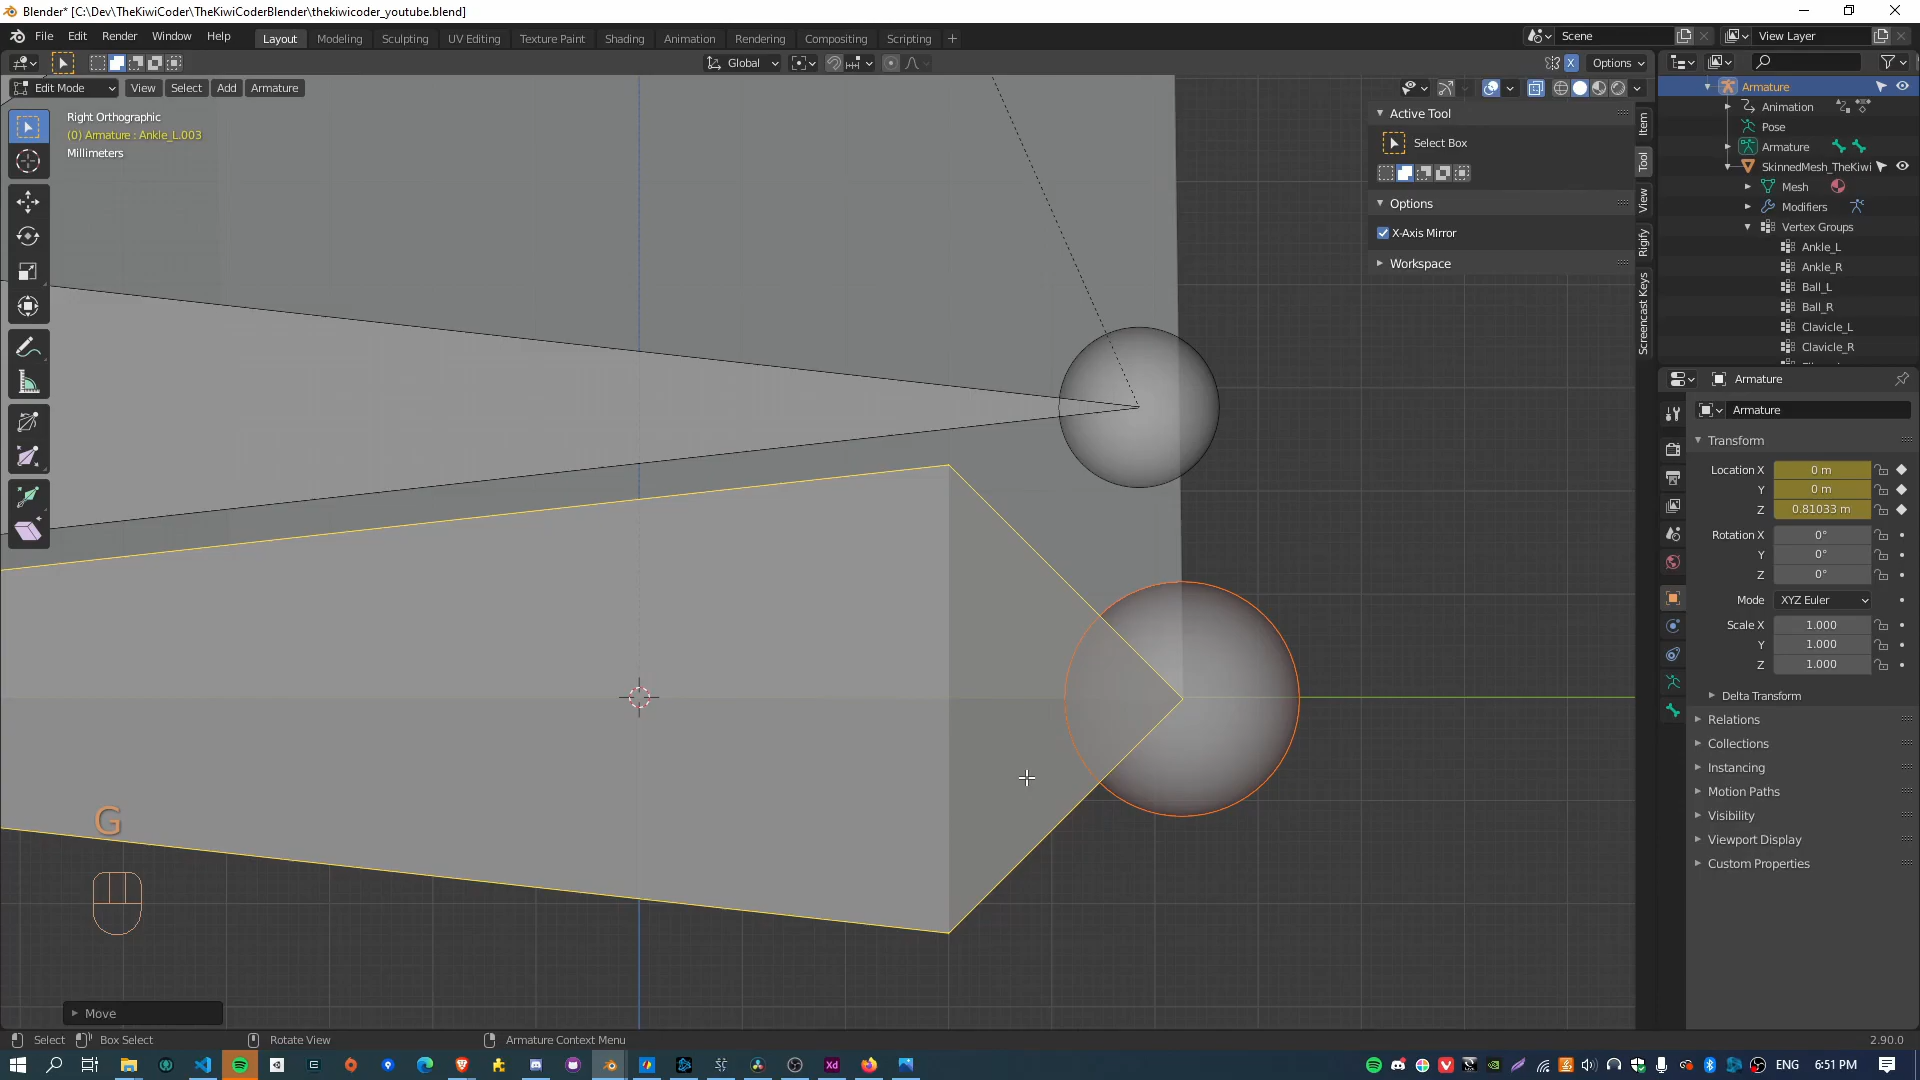 Blender* [C:\Dev\TheKiwiCoder\TheKiwiCoderBlender\thekiwicoder_youtube.blend]
File Edit Render Window Help Layout Modeling Sculpting UV Editing Texture Paint Shading Animation Rendering Compositing Scripting + Scene View Layer
Global Options
Edit Mode View Select Add Armature
Right Orthographic
(0) Armature : Ankle_L.003
Millimeters
Active Tool
Select Box
Options
X-Axis Mirror
Workspace
Item
Tool
View
Rigify
Screencast Keys
Armature
Animation
Pose
Armature
SkinnedMesh_TheKiwi
Mesh
Modifiers
Vertex Groups
Ankle_L
Ankle_R
Ball_L
Ball_R
Clavicle_L
Clavicle_R
Armature
Armature
Transform
Location X 0 m
Y 0 m
Z 0.81033 m
Rotation X 0°
Y 0°
Z 0°
Mode XYZ Euler
Scale X 1.000
Y 1.000
Z 1.000
Delta Transform
Relations
Collections
Instancing
Motion Paths
Visibility
Viewport Display
Custom Properties
G
Move
Select Box Select Rotate View Armature Context Menu 2.90.0
Xd ENG 6:51 PM